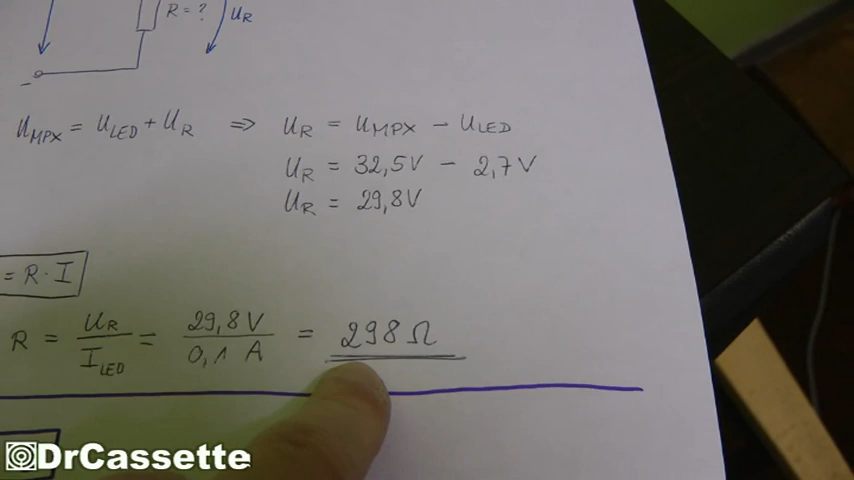 R = ? U_R
−
U_MPX = U_LED + U_R ⇒ U_R = U_MPX − U_LED
U_R = 32,5V − 2,7V
U_R = 29,8V
= R · I
R = U_R / I_LED = 29,8V / 0,1 A = 298 Ω
DrCassette